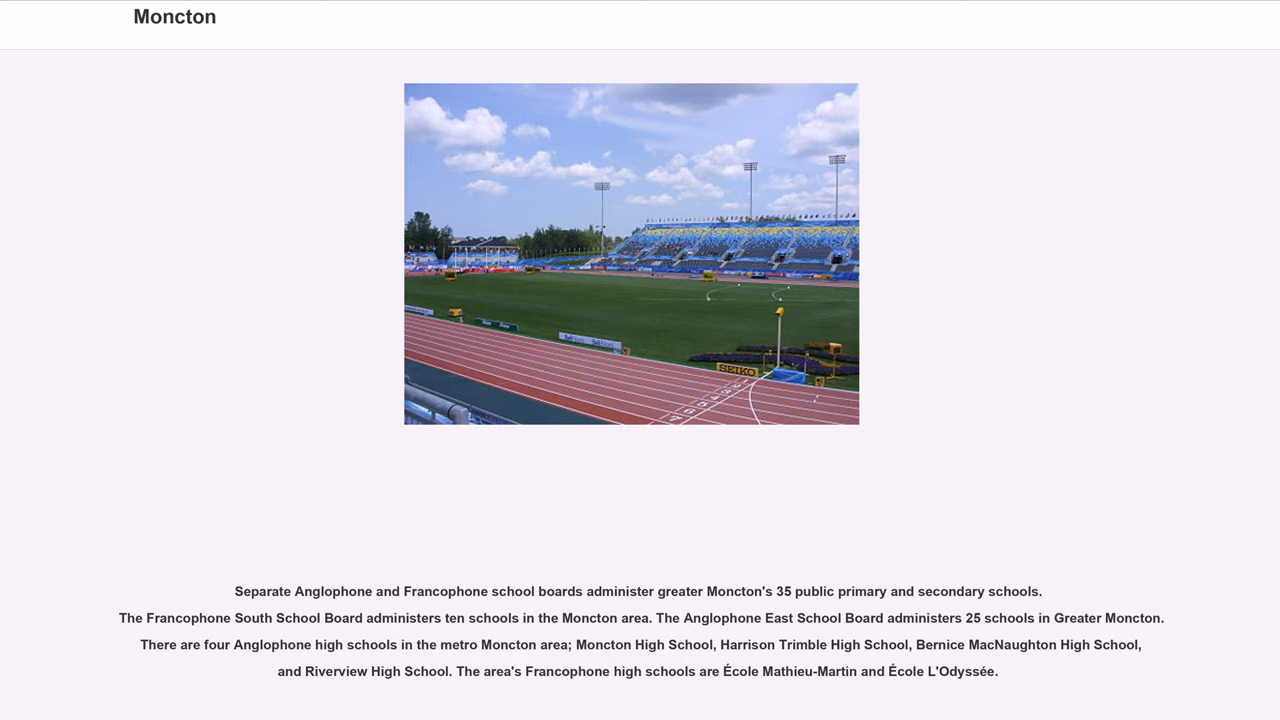 Moncton
SEIKO
Separate Anglophone and Francophone school boards administer greater Moncton's 35 public primary and secondary schools.
The Francophone South School Board administers ten schools in the Moncton area. The Anglophone East School Board administers 25 schools in Greater Moncton.
There are four Anglophone high schools in the metro Moncton area; Moncton High School, Harrison Trimble High School, Bernice MacNaughton High School,
and Riverview High School. The area's Francophone high schools are École Mathieu-Martin and École L'Odyssée.